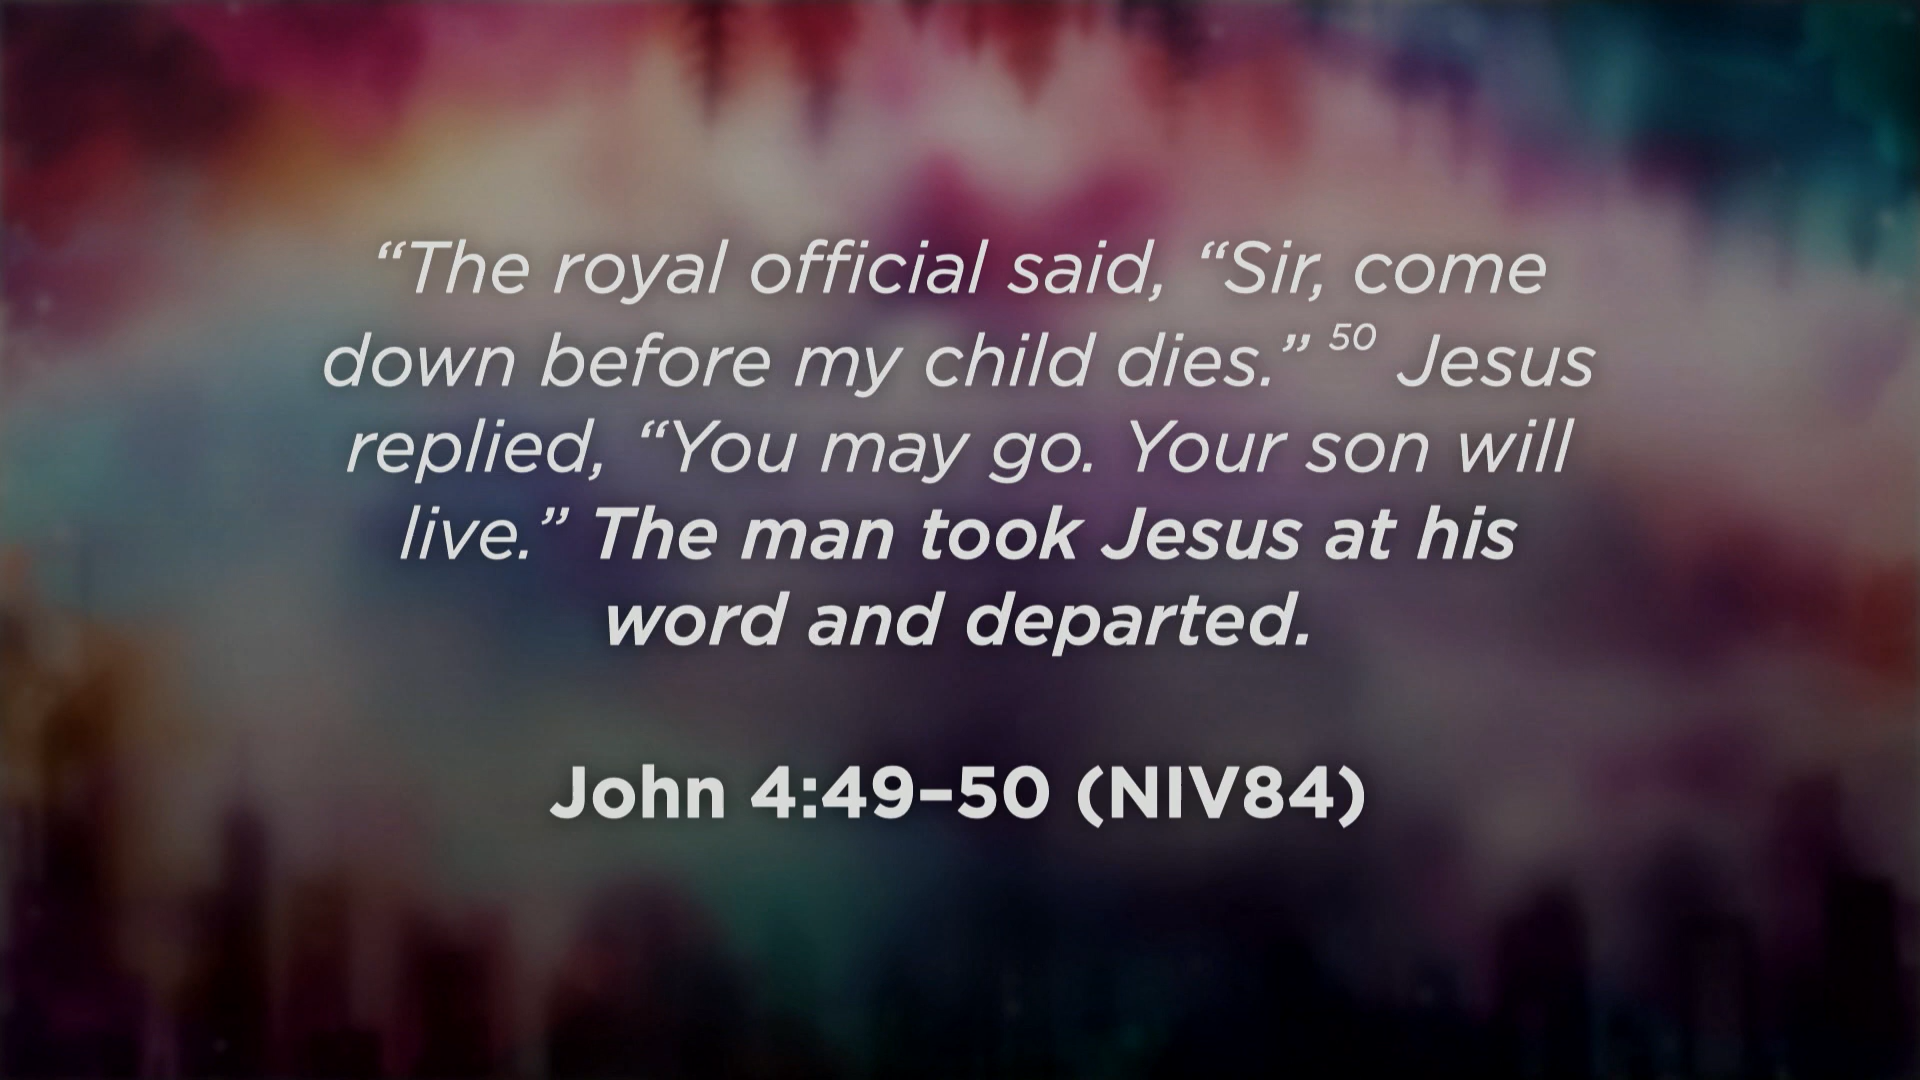 “The royal official said, “Sir, come
down before my child dies.” 50 Jesus
replied, “You may go. Your son will
live.” The man took Jesus at his
word and departed.
John 4:49–50 (NIV84)